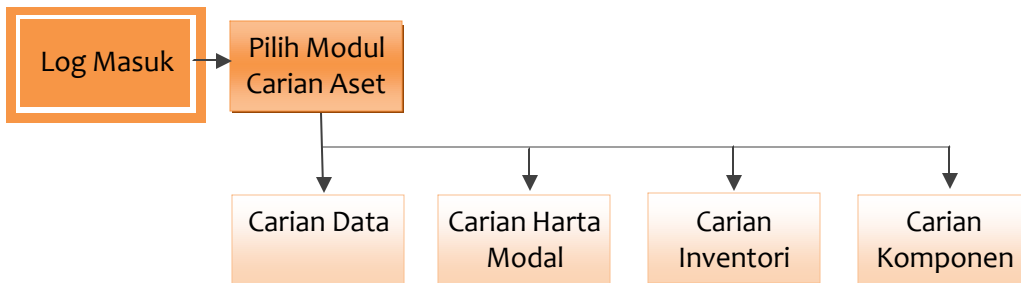 Log Masuk
Pilih Modul
Carian Aset
Carian Data
Carian Harta
Modal
Carian
Inventori
Carian
Komponen